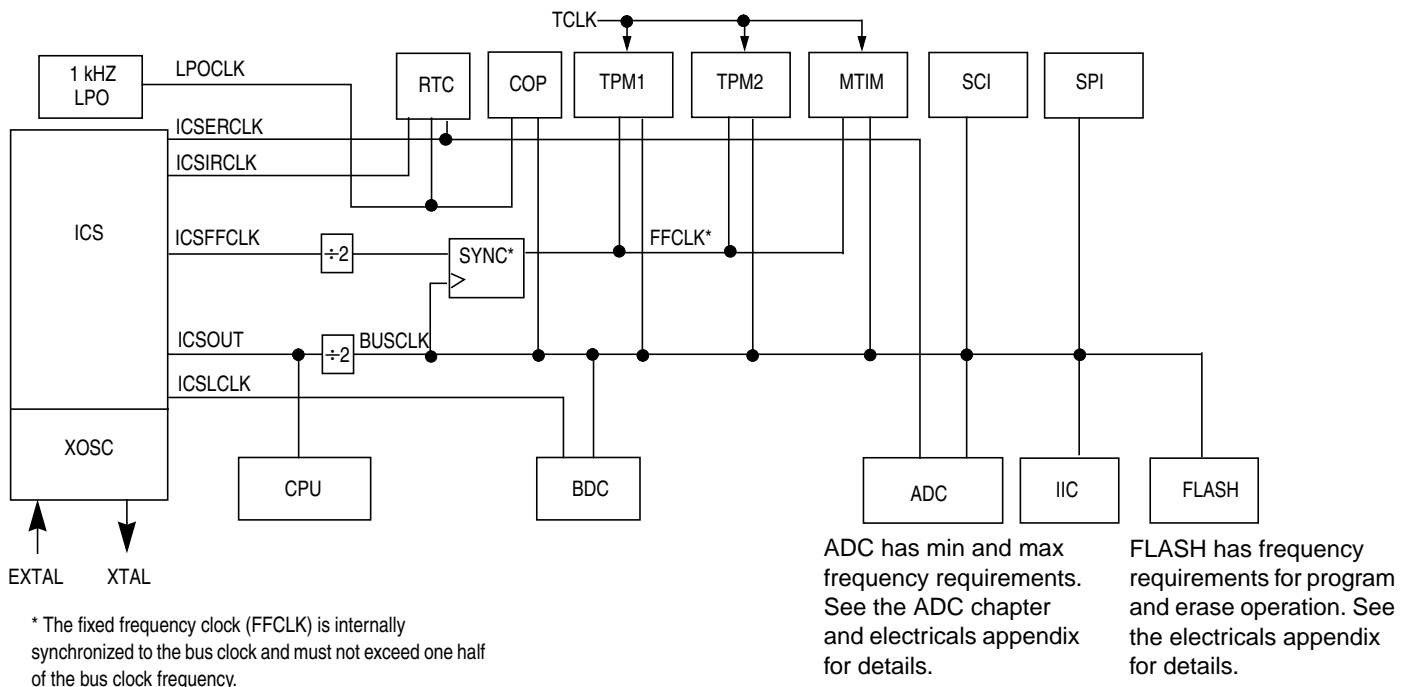 TCLK
1 kHZ
LPO
LPOCLK
RTC
COP
TPM1
TPM2
MTIM
SCI
SPI
ICSERCLK
ICSIRCLK
ICS
ICSFFCLK
÷2
SYNC*
FFCLK*
ICSOUT
÷2
BUSCLK
ICSLCLK
XOSC
CPU
BDC
ADC
IIC
FLASH
EXTAL
XTAL
ADC has min and max
frequency requirements.
See the ADC chapter
and electricals appendix
for details.
FLASH has frequency
requirements for program
and erase operation. See
the electricals appendix
for details.
* The fixed frequency clock (FFCLK) is internally
synchronized to the bus clock and must not exceed one half
of the bus clock frequency.